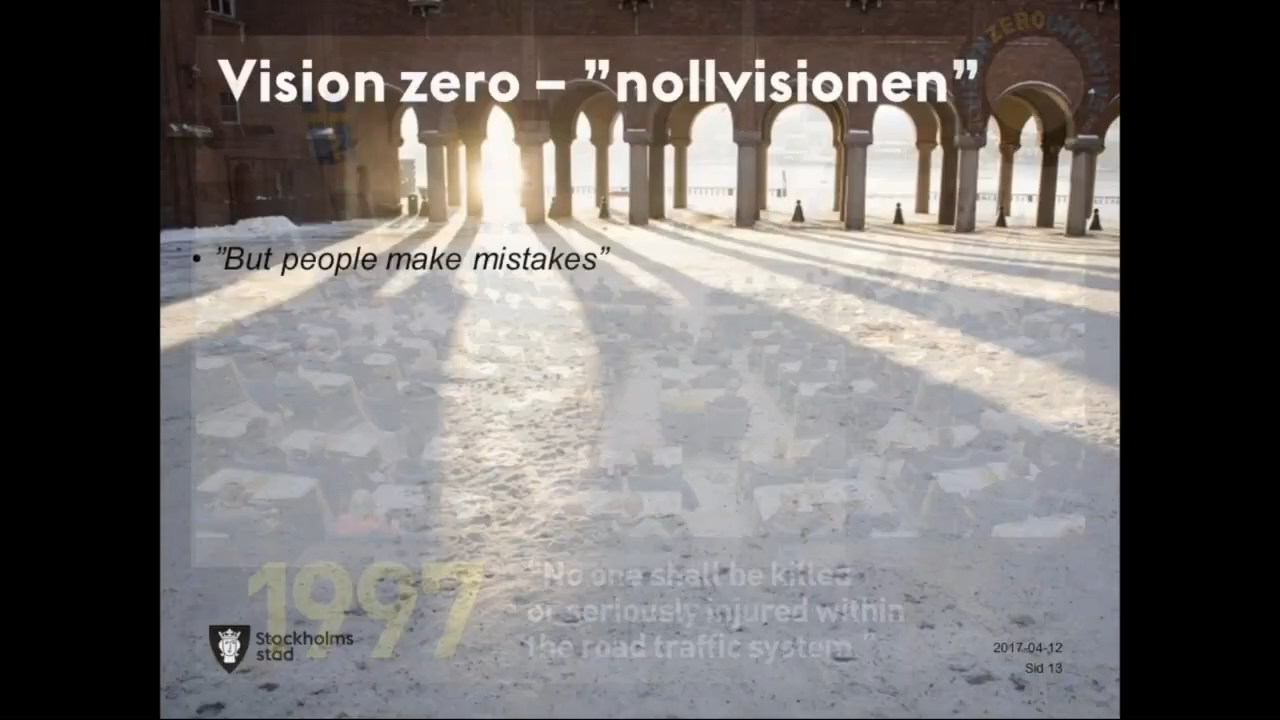 Vision zero – ”nollvisionen”
• ”But people make mistakes”
1997
“No one shall be killed
or seriously injured within
the road traffic system.”
Stockholms
stad
2017-04-12
Sid 13